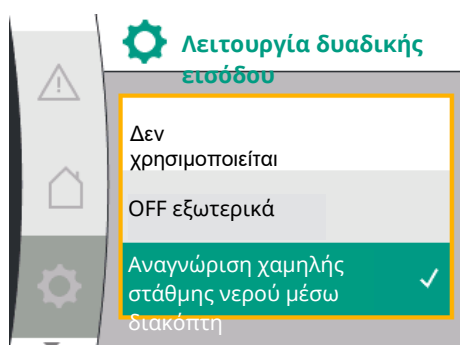 Λειτουργία δυαδικής
εισόδου
Δεν
χρησιμοποιείται
OFF εξωτερικά
Αναγνώριση χαμηλής
στάθμης νερού μέσω
διακόπτη